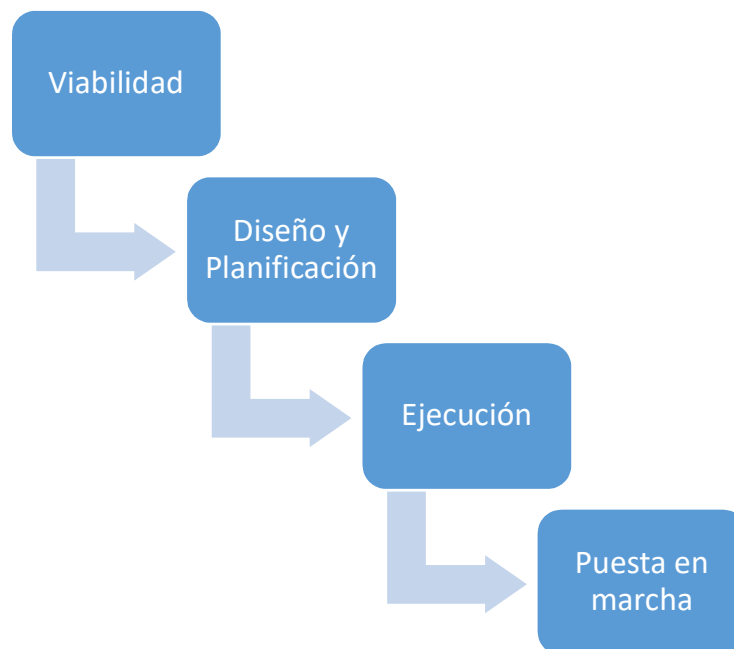 Viabilidad
Diseño y
Planificación
Ejecución
Puesta en
marcha